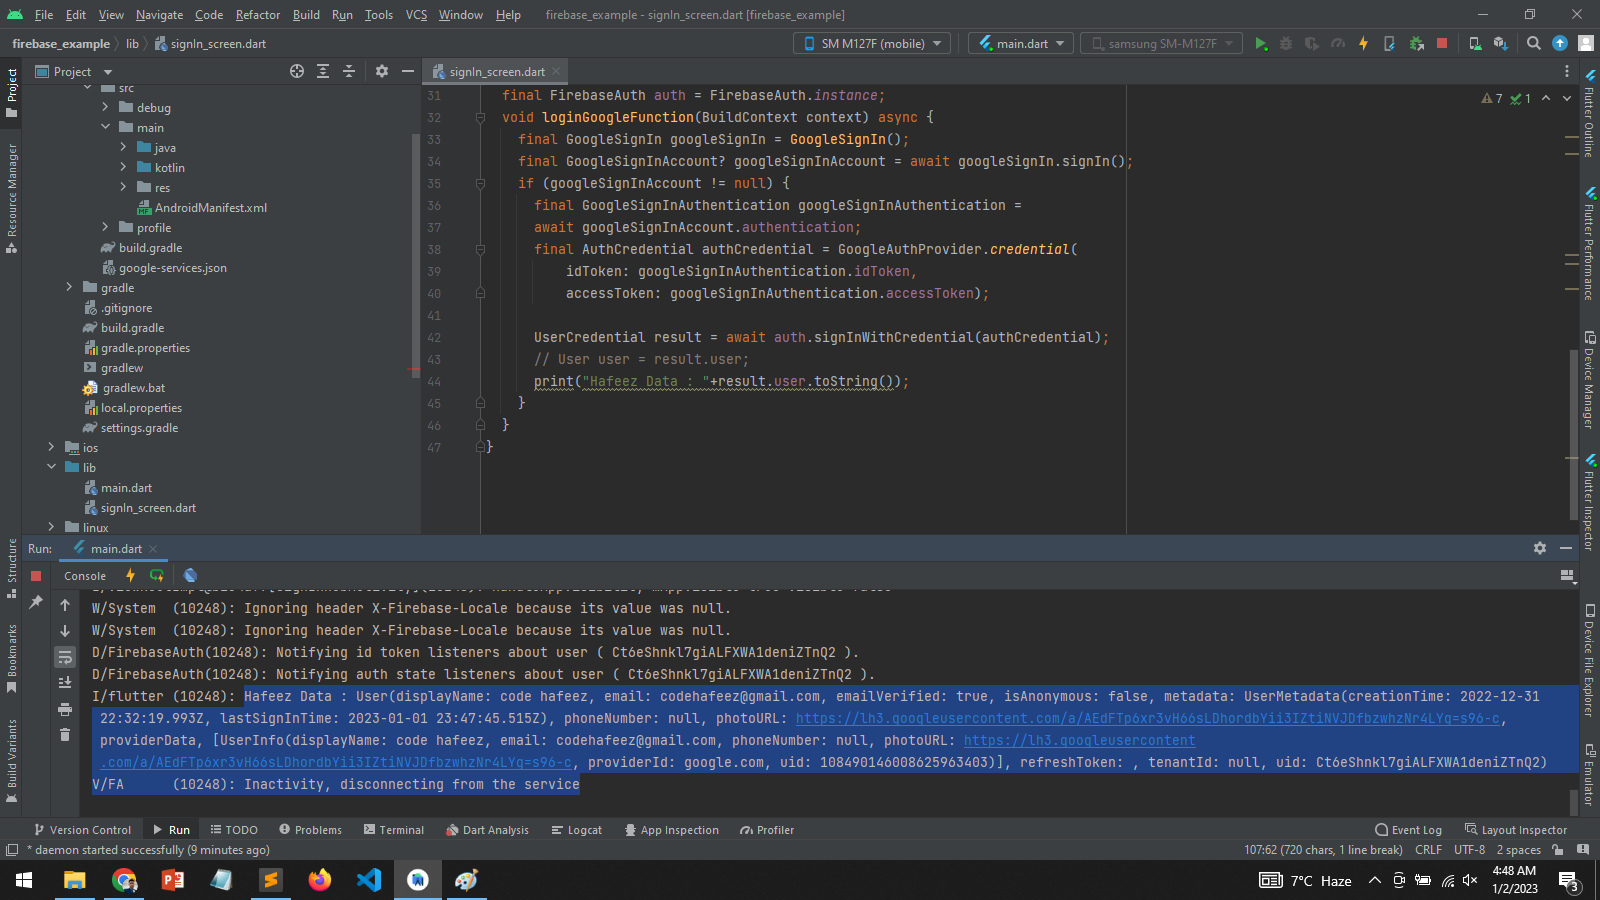 File Edit View Navigate Code Refactor Build Run Tools VCS Window Help firebase_example - signIn_screen.dart [firebase_example]
firebase_example lib signIn_screen.dart SM M127F (mobile) main.dart samsung SM-M127F
Project
signIn_screen.dart
src
debug
main
java
kotlin
res
AndroidManifest.xml
profile
build.gradle
google-services.json
gradle
.gitignore
build.gradle
gradle.properties
gradlew
gradlew.bat
local.properties
settings.gradle
ios
lib
main.dart
signIn_screen.dart
linux
7 1
31 final FirebaseAuth auth = FirebaseAuth.instance;
32 void loginGoogleFunction(BuildContext context) async {
33 final GoogleSignIn googleSignIn = GoogleSignIn();
34 final GoogleSignInAccount? googleSignInAccount = await googleSignIn.signIn();
35 if (googleSignInAccount != null) {
36 final GoogleSignInAuthentication googleSignInAuthentication =
37 await googleSignInAccount.authentication;
38 final AuthCredential authCredential = GoogleAuthProvider.credential(
39 idToken: googleSignInAuthentication.idToken,
40 accessToken: googleSignInAuthentication.accessToken);
41
42 UserCredential result = await auth.signInWithCredential(authCredential);
43 // User user = result.user;
44 print("Hafeez Data : "+result.user.toString());
45 }
46 }
47 }
Project
Resource Manager
Structure
Bookmarks
Build Variants
Flutter Outline
Flutter Performance
Device Manager
Flutter Inspector
Device File Explorer
Emulator
Run: main.dart
Console
W/System (10248): Ignoring header X-Firebase-Locale because its value was null.
W/System (10248): Ignoring header X-Firebase-Locale because its value was null.
D/FirebaseAuth(10248): Notifying id token listeners about user ( Ct6eShnkl7giALFXWA1deniZTnQ2 ).
D/FirebaseAuth(10248): Notifying auth state listeners about user ( Ct6eShnkl7giALFXWA1deniZTnQ2 ).
I/flutter (10248): Hafeez Data : User(displayName: code hafeez, email: codehafeez@gmail.com, emailVerified: true, isAnonymous: false, metadata: UserMetadata(creationTime: 2022-12-31
22:32:19.993Z, lastSignInTime: 2023-01-01 23:47:45.515Z), phoneNumber: null, photoURL: https://lh3.googleusercontent.com/a/AEdFTp6xr3vH66sLDhordbYii3IZtiNVJDfbzwhzNr4LYq=s96-c,
providerData, [UserInfo(displayName: code hafeez, email: codehafeez@gmail.com, phoneNumber: null, photoURL: https://lh3.googleusercontent
.com/a/AEdFTp6xr3vH66sLDhordbYii3IZtiNVJDfbzwhzNr4LYq=s96-c, providerId: google.com, uid: 108490146008625963403)], refreshToken: , tenantId: null, uid: Ct6eShnkl7giALFXWA1deniZTnQ2)
V/FA (10248): Inactivity, disconnecting from the service
Version Control Run TODO Problems Terminal Dart Analysis Logcat App Inspection Profiler Event Log Layout Inspector
* daemon started successfully (9 minutes ago) 107:62 (720 chars, 1 line break) CRLF UTF-8 2 spaces
7°C Haze 4:48 AM
1/2/2023 3